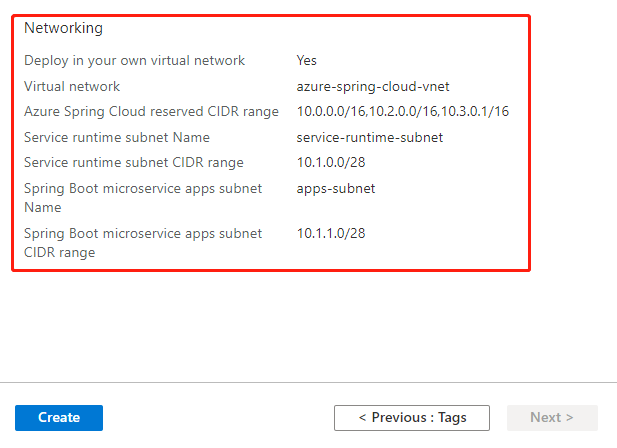 Networking
Deploy in your own virtual network Yes
Virtual network azure-spring-cloud-vnet
Azure Spring Cloud reserved CIDR range 10.0.0.0/16,10.2.0.0/16,10.3.0.1/16
Service runtime subnet Name service-runtime-subnet
Service runtime subnet CIDR range 10.1.0.0/28
Spring Boot microservice apps subnet apps-subnet
Name
Spring Boot microservice apps subnet 10.1.1.0/28
CIDR range
Create < Previous : Tags Next >